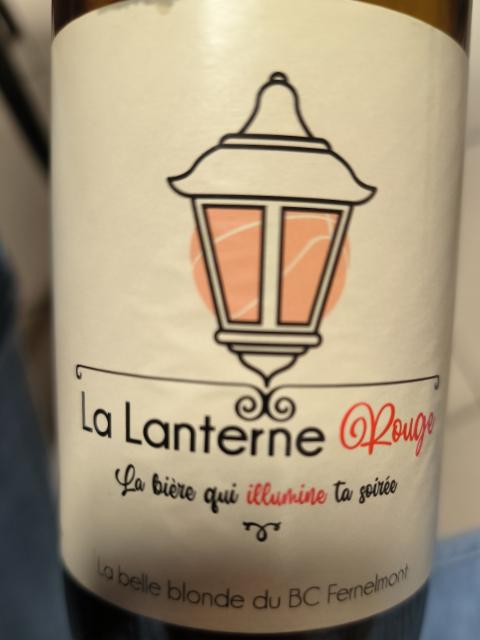 La Lanterne Rouge
La bière qui illumine ta soirée
La belle blonde du BC Fernelmont